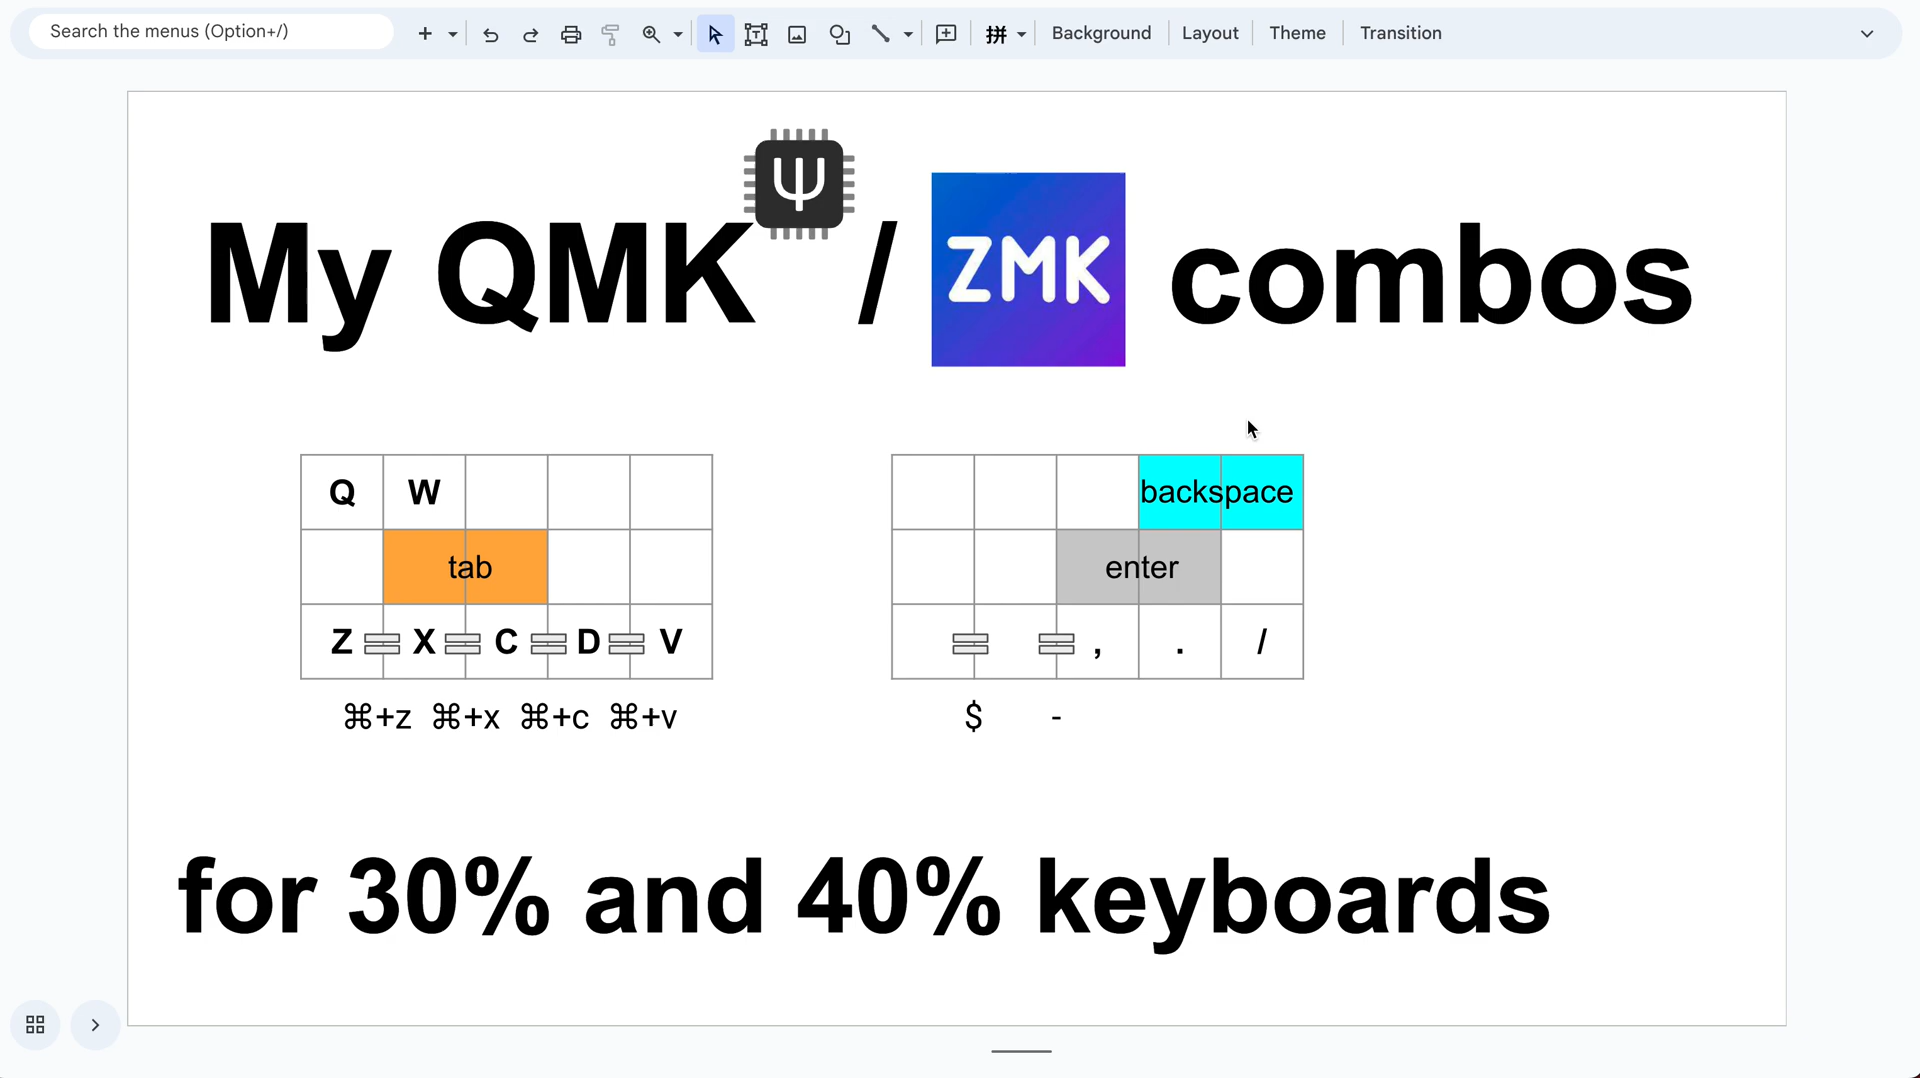 Search the menus (Option+/)
拼
Background
Layout
Theme
Transition
My QMK / ZMK combos
Q W
backspace
tab
enter
Z X C D V
, . /
⌘+z ⌘+x ⌘+c ⌘+v
$ -
for 30% and 40% keyboards